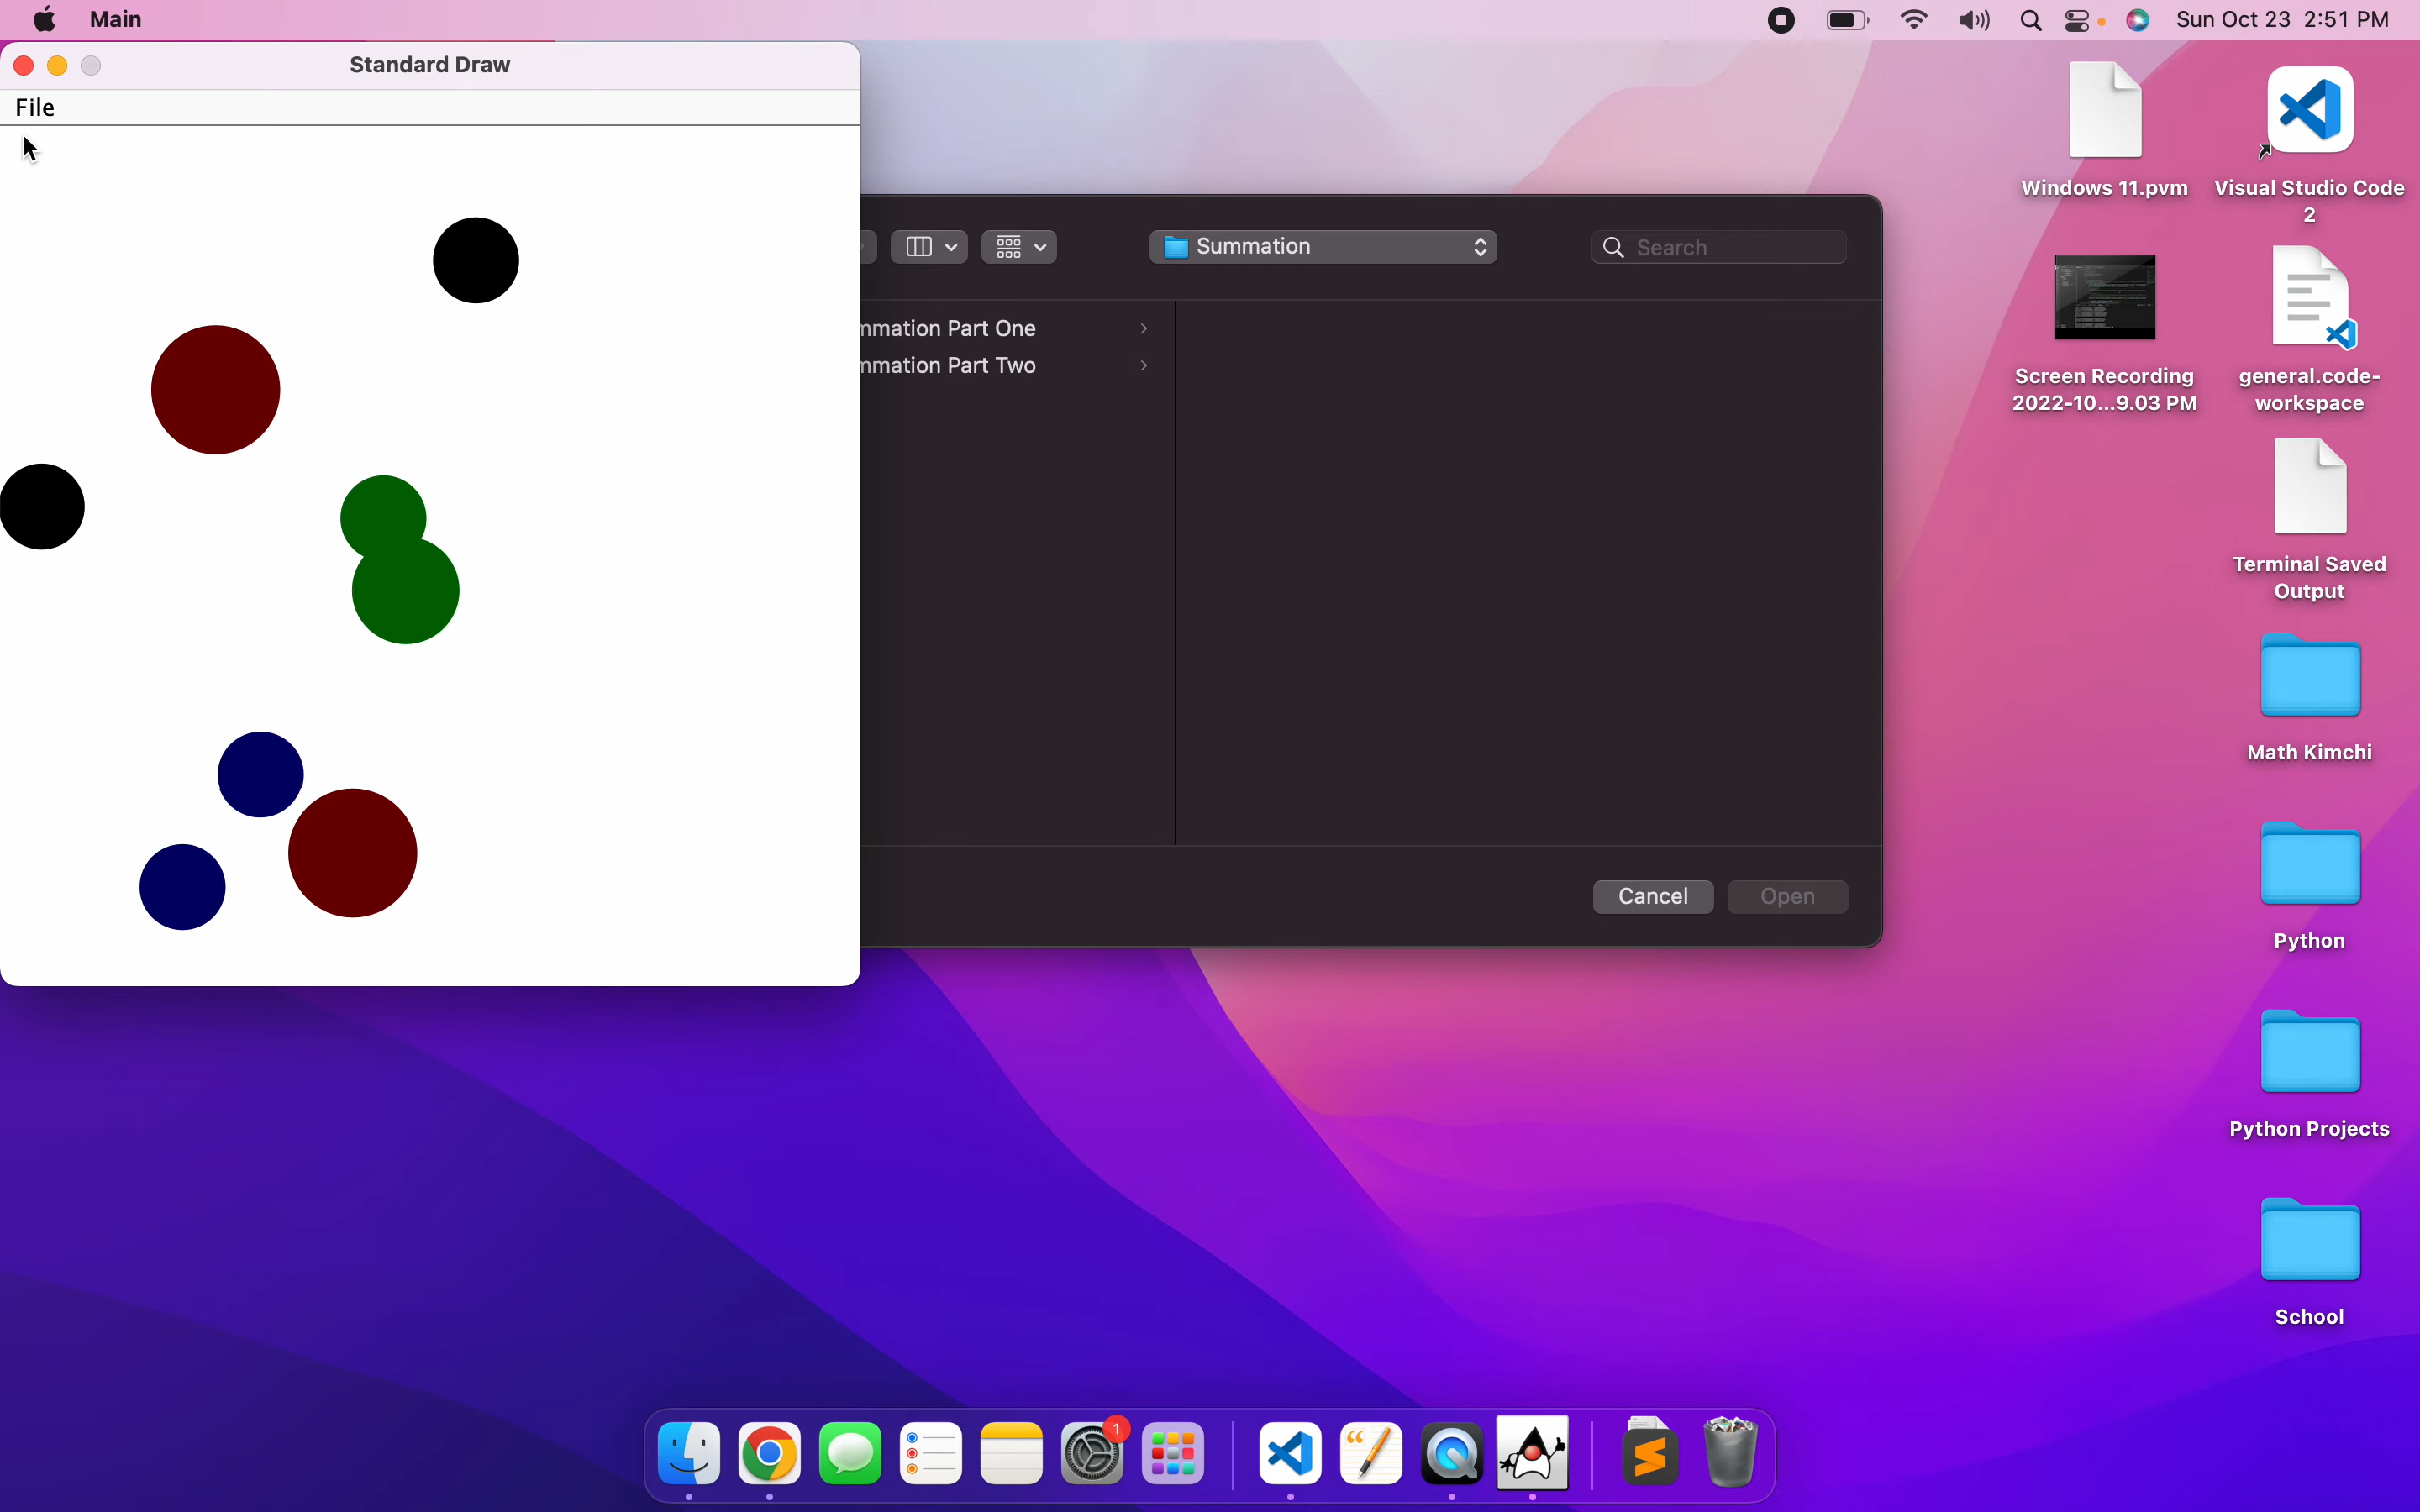 Main
Sun Oct 23 2:51 PM
Standard Draw
File
Summation
Search
mmation Part One
mmation Part Two
Cancel
Open
Windows 11.pvm
Visual Studio Code
2
Screen Recording
2022-10...9.03 PM
general.code-
workspace
Terminal Saved
Output
Math Kimchi
Python
Python Projects
School
1